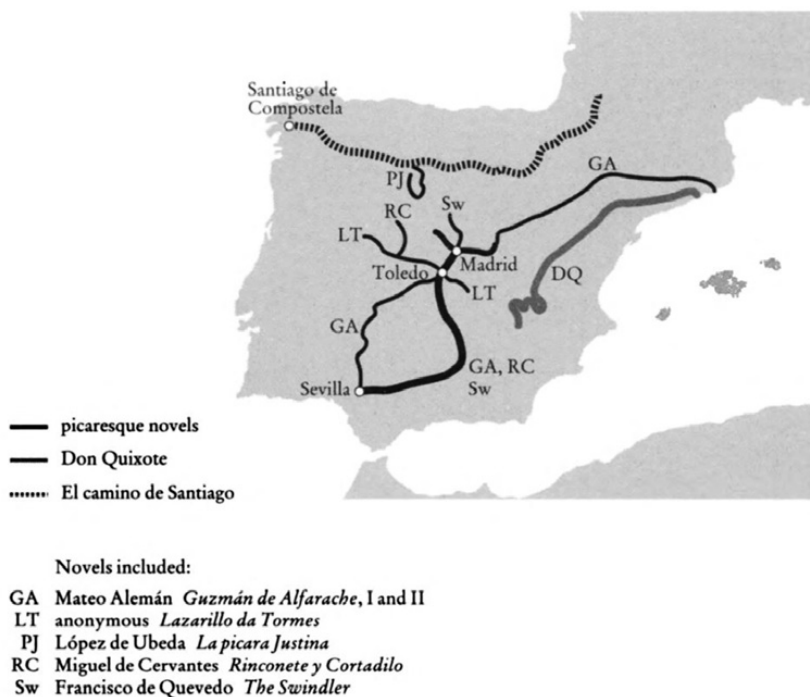 Santiago de
Compostela
GA
PJ
Sw
RC
LT
Madrid
Toledo
DQ
LT
GA
GA, RC
Sw
Sevilla
picaresque novels
Don Quixote
El camino de Santiago
Novels included:
GA Mateo Alemán Guzmán de Alfarache, I and II
LT anonymous Lazarillo da Tormes
PJ López de Ubeda La picara Justina
RC Miguel de Cervantes Rinconete y Cortadilo
Sw Francisco de Quevedo The Swindler